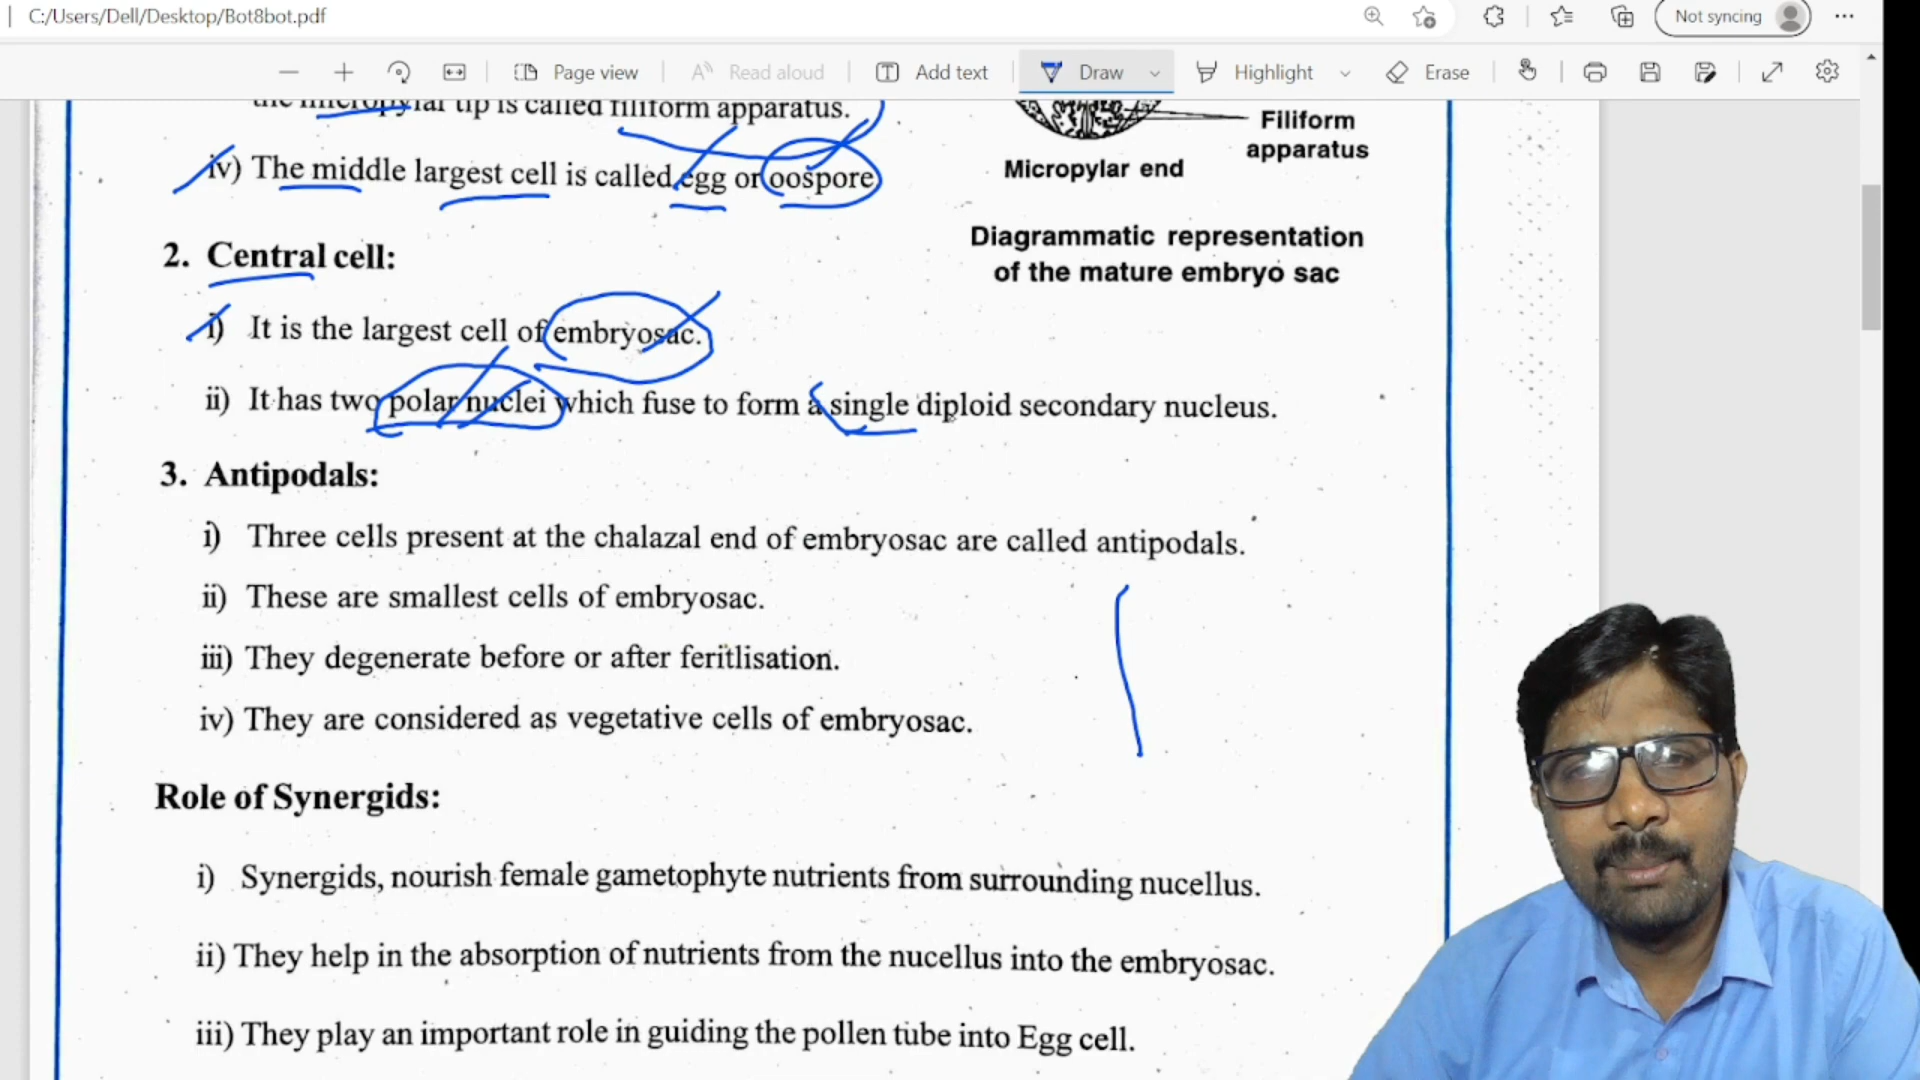 C:/Users/Dell/Desktop/Bot8bot.pdf
Not syncing
Page view
Read aloud
Add text
Draw
Highlight
Erase
the micropylar tip is called filiform apparatus.
iv) The middle largest cell is called egg or oospore
Filiform apparatus
Micropylar end
Diagrammatic representation
of the mature embryo sac
2. Central cell:
i) It is the largest cell of embryosac.
ii) It has two polar nuclei which fuse to form a single diploid secondary nucleus.
3. Antipodals:
i) Three cells present at the chalazal end of embryosac are called antipodals.
ii) These are smallest cells of embryosac.
iii) They degenerate before or after feritlisation.
iv) They are considered as vegetative cells of embryosac.
Role of Synergids:
i) Synergids, nourish female gametophyte nutrients from surrounding nucellus.
ii) They help in the absorption of nutrients from the nucellus into the embryosac.
iii) They play an important role in guiding the pollen tube into Egg cell.